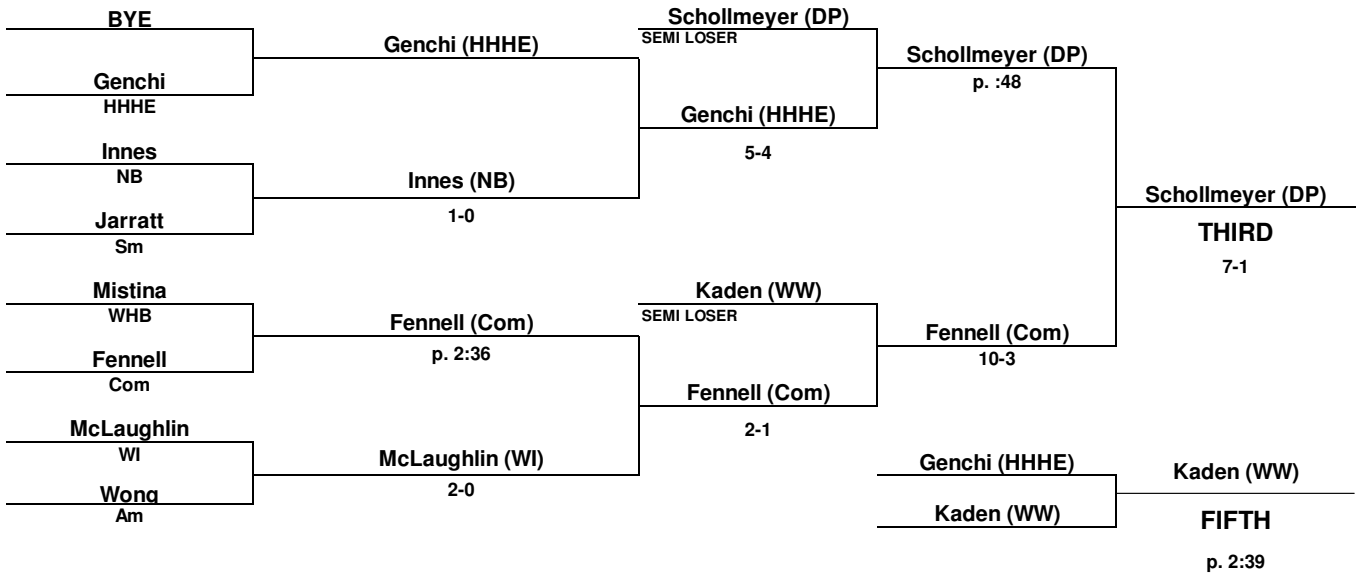 BYE
Genchi
HHHE
Innes
NB
Jarratt
Sm
Mistina
WHB
Fennell
Com
McLaughlin
WI
Wong
Am
Genchi (HHHE)
Innes (NB)
1-0
Fennell (Com)
p. 2:36
McLaughlin (WI)
2-0
Schollmeyer (DP)
SEMI LOSER
Genchi (HHHE)
5-4
Kaden (WW)
SEMI LOSER
Fennell (Com)
2-1
Schollmeyer (DP)
p. :48
Fennell (Com)
10-3
Schollmeyer (DP)
THIRD
7-1
Genchi (HHHE)
Kaden (WW)
Kaden (WW)
FIFTH
p. 2:39